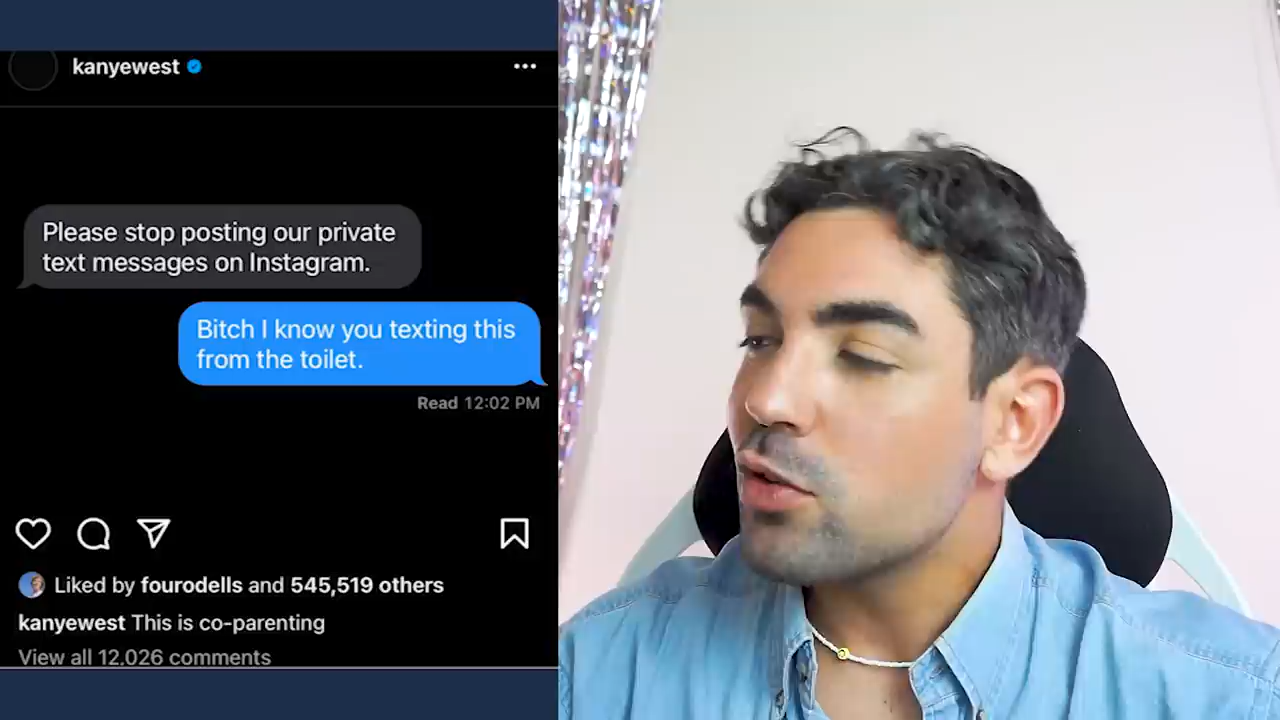 kanyewest
Please stop posting our private
text messages on Instagram.
Bitch I know you texting this
from the toilet.
Read 12:02 PM
Liked by fourodells and 545,519 others
kanyewest This is co-parenting
View all 12,026 comments